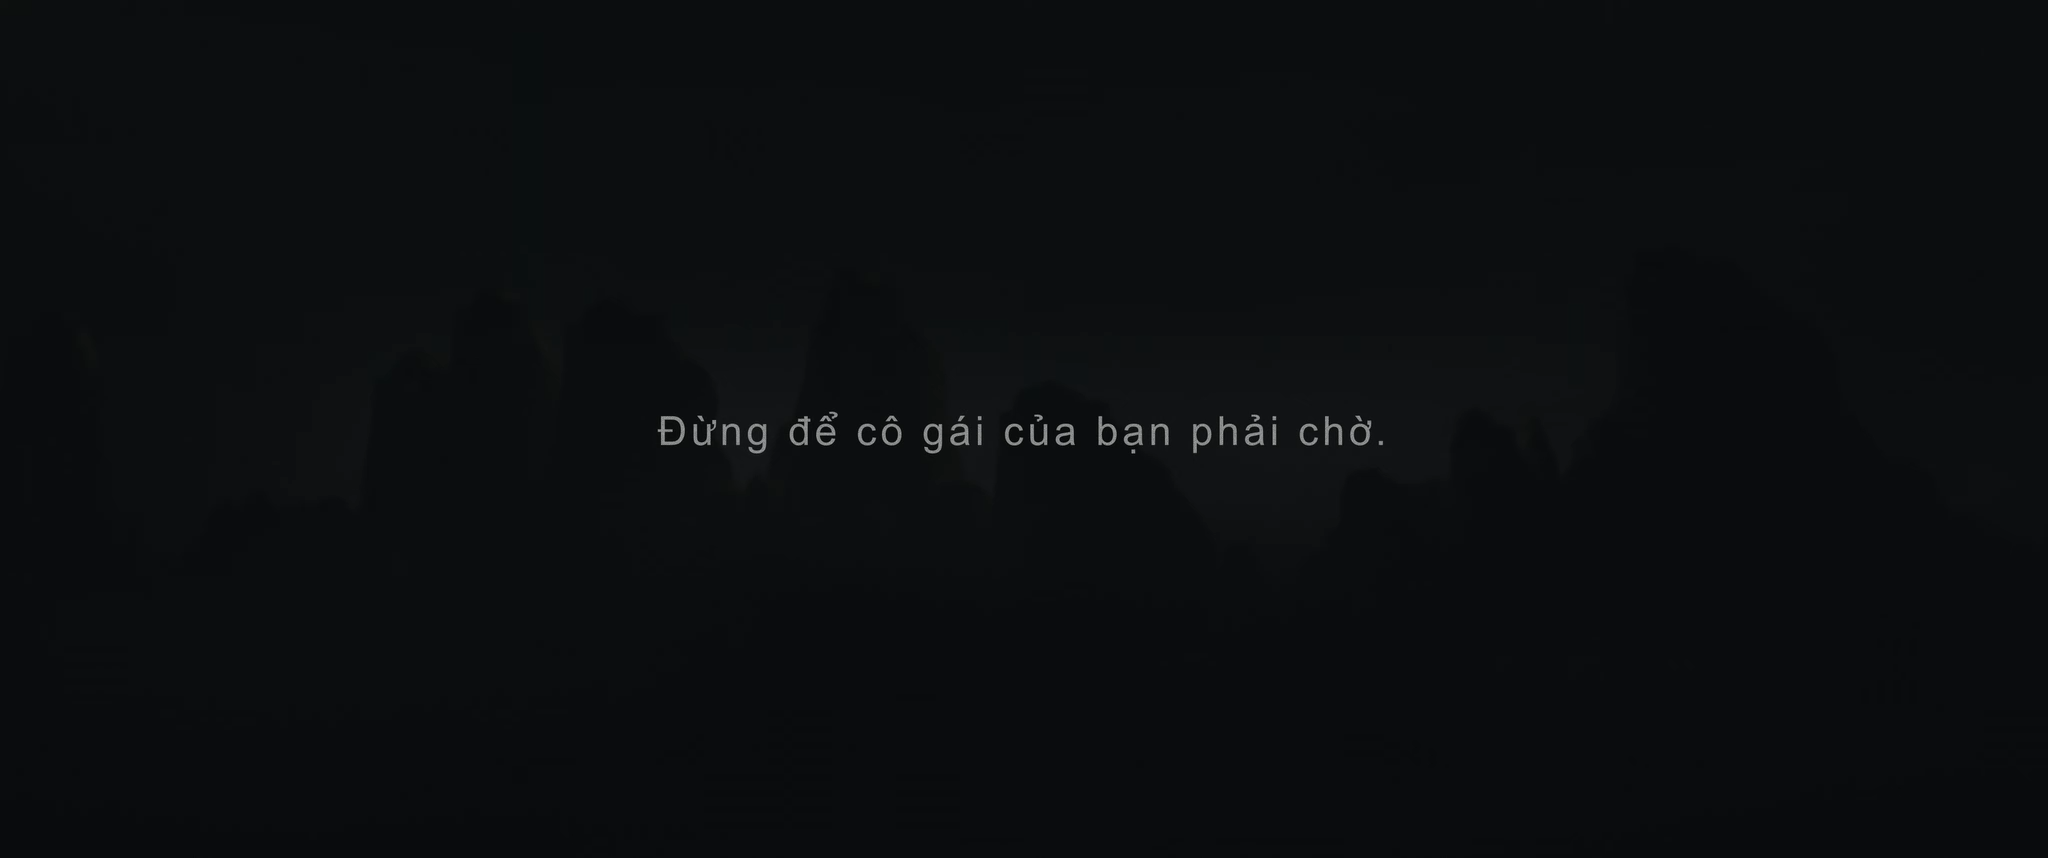 Đừng để cô gái của bạn phải chờ.